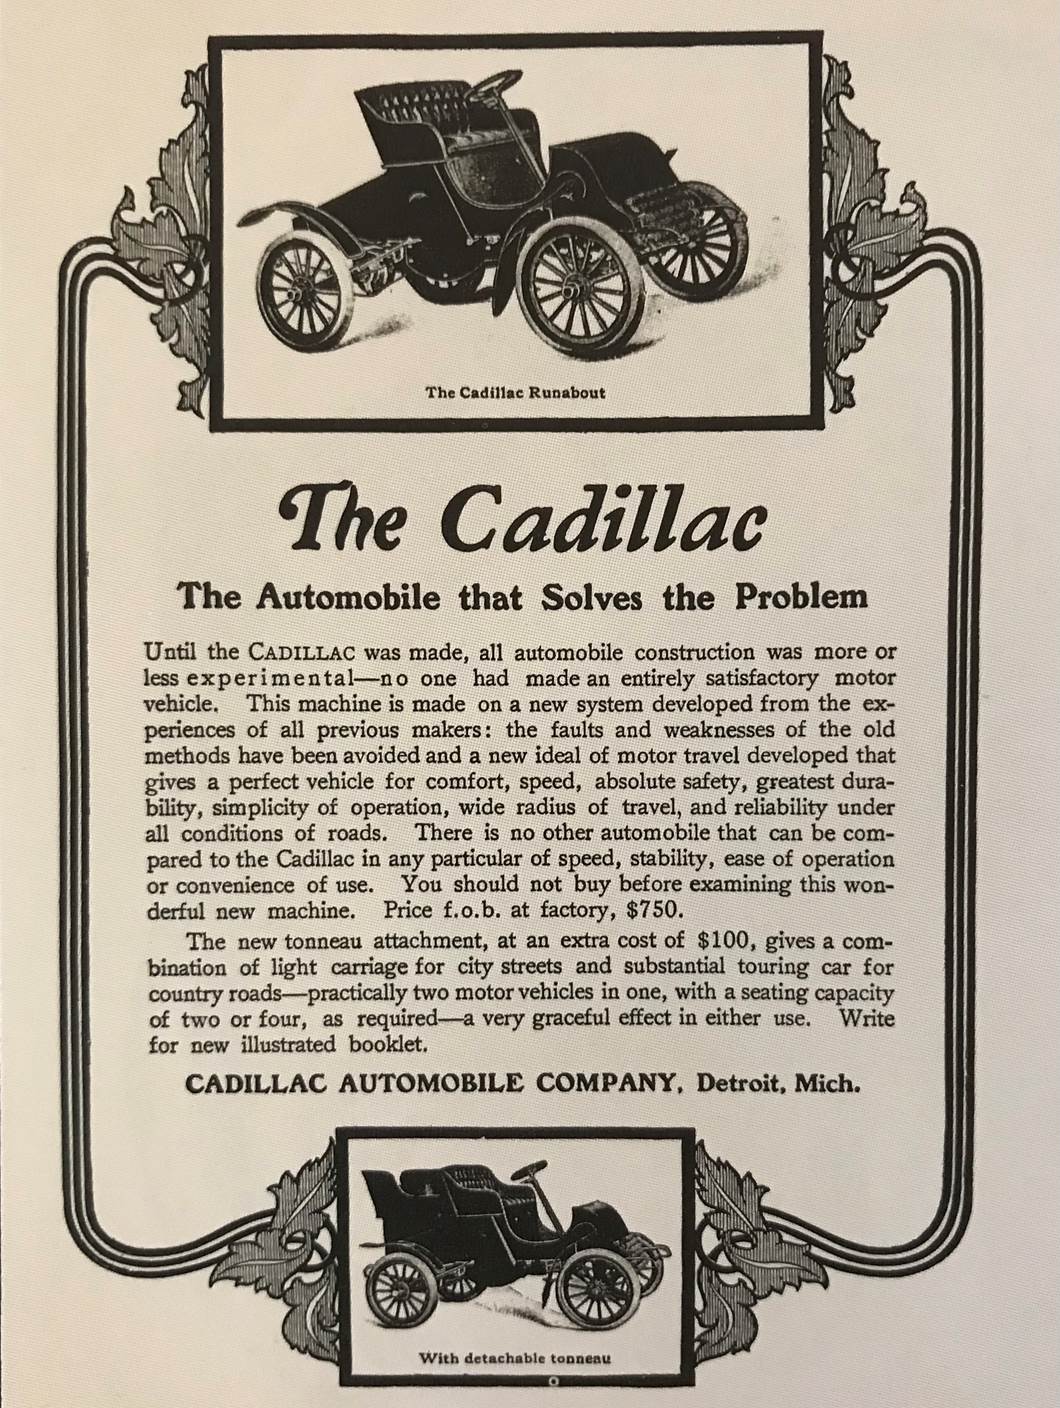 The Cadillac Runabout
The Cadillac
The Automobile that Solves the Problem
Until the CADILLAC was made, all automobile construction was more or
less experimental—no one had made an entirely satisfactory motor
vehicle. This machine is made on a new system developed from the ex-
periences of all previous makers: the faults and weaknesses of the old
methods have been avoided and a new ideal of motor travel developed that
gives a perfect vehicle for comfort, speed, absolute safety, greatest dura-
bility, simplicity of operation, wide radius of travel, and reliability under
all conditions of roads. There is no other automobile that can be com-
pared to the Cadillac in any particular of speed, stability, ease of operation
or convenience of use. You should not buy before examining this won-
derful new machine. Price f.o.b. at factory, $750.
The new tonneau attachment, at an extra cost of $100, gives a com-
bination of light carriage for city streets and substantial touring car for
country roads—practically two motor vehicles in one, with a seating capacity
of two or four, as required—a very graceful effect in either use. Write
for new illustrated booklet.
CADILLAC AUTOMOBILE COMPANY, Detroit, Mich.
With detachable tonneau